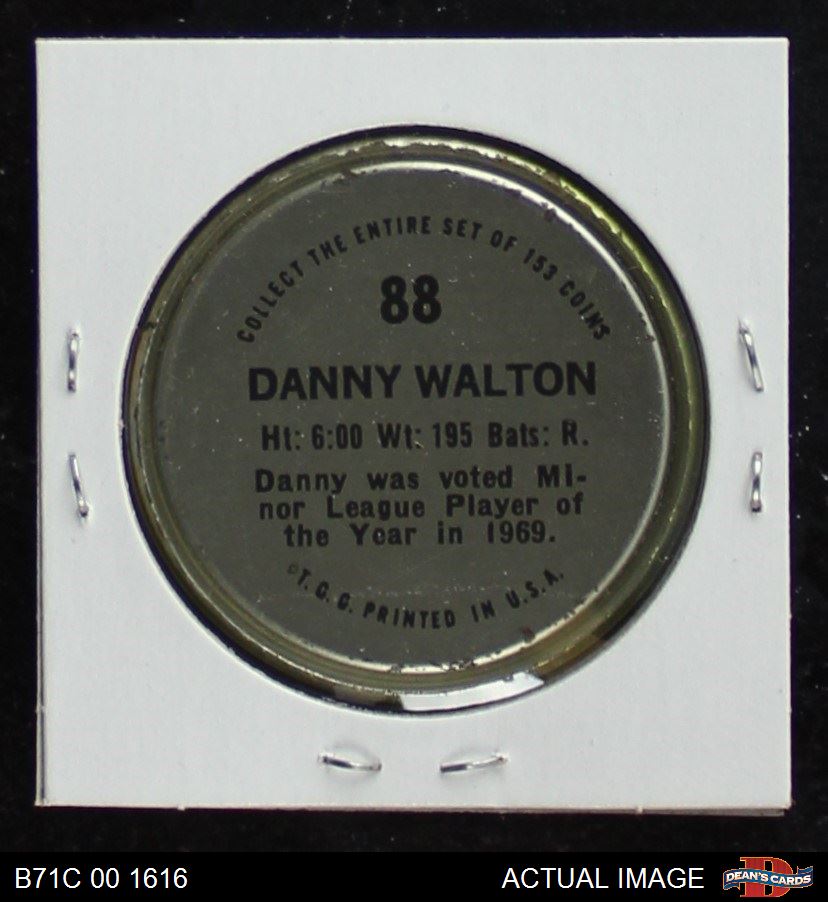 COLLECT THE ENTIRE SET OF 153 COINS
88
DANNY WALTON
Ht: 6:00 Wt: 195 Bats: R.
Danny was voted Mi-
nor League Player of
the Year in 1969.
©T.C.G. PRINTED IN U.S.A.
B71C 00 1616
ACTUAL IMAGE
DEAN'S CARDS